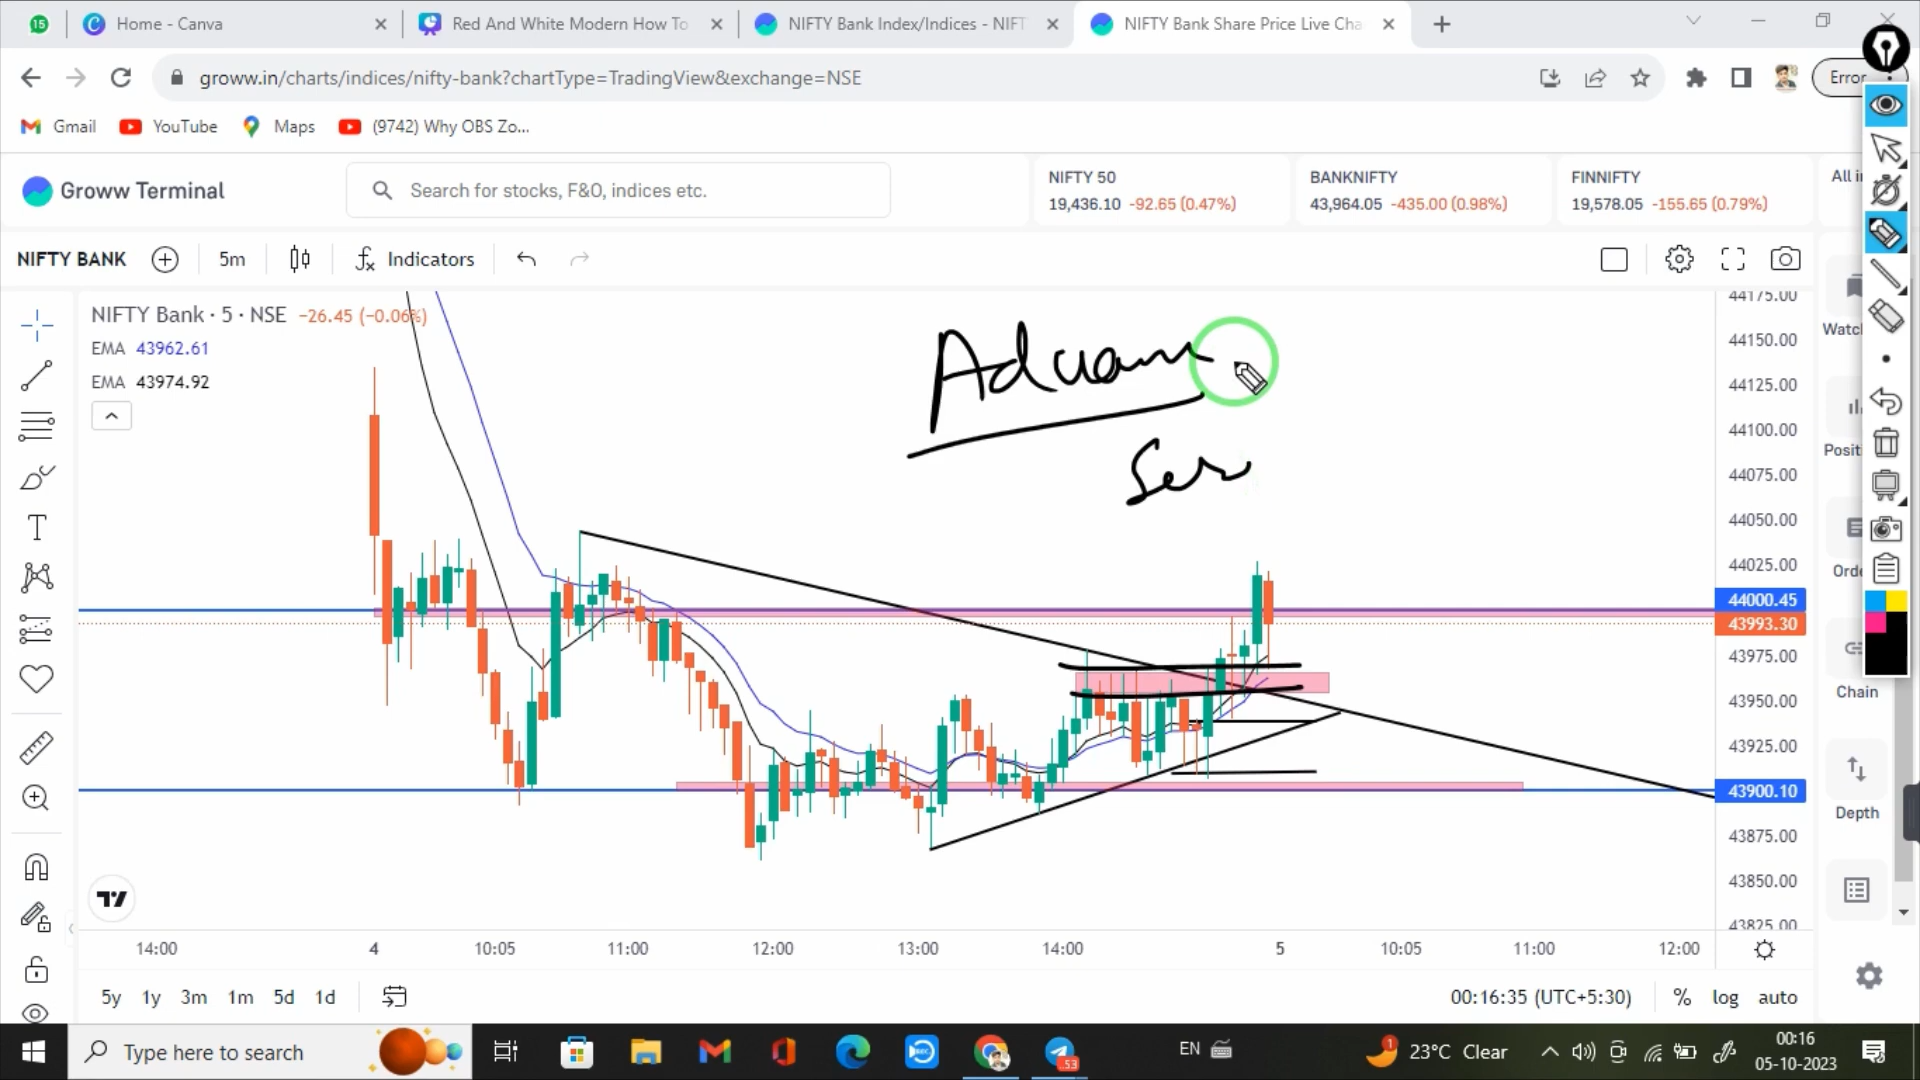 15
Home - Canva
Red And White Modern How To
NIFTY Bank Index/Indices - NIFT
NIFTY Bank Share Price Live Cha
groww.in/charts/indices/nifty-bank?chartType=TradingView&exchange=NSE
Error
Gmail
YouTube
Maps
(9742) Why OBS Zo...
Groww Terminal
Search for stocks, F&O, indices etc.
NIFTY 50
19,436.10 -92.65 (0.47%)
BANKNIFTY
43,964.05 -435.00 (0.98%)
FINNIFTY
19,578.05 -155.65 (0.79%)
All i
NIFTY BANK
5m
Indicators
NIFTY Bank · 5 · NSE -26.45 (-0.06%)
EMA 43962.61
EMA 43974.92
Advan
Ser
44175.00
44150.00
44125.00
44100.00
44075.00
44050.00
44025.00
44000.45
43993.30
43975.00
43950.00
43925.00
43900.10
43875.00
43850.00
43825.00
Watc
Posit
Orde
Chain
Depth
14:00 4 10:05 11:00 12:00 13:00 14:00 5 10:05 11:00 12:00
5y 1y 3m 1m 5d 1d
00:16:35 (UTC+5:30) % log auto
Type here to search
53
EN
1
23°C Clear
00:16
05-10-2023